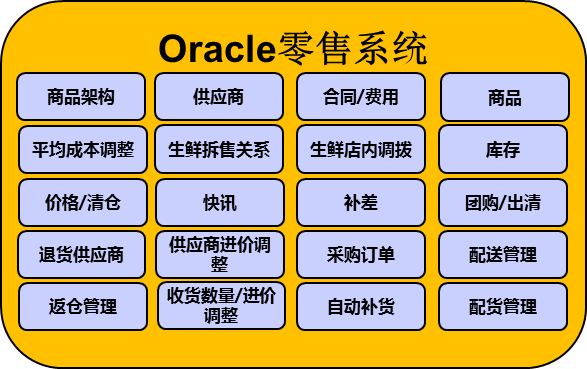 Oracle零售系统
商品架构
供应商
合同/费用
商品
平均成本调整
生鲜拆售关系
生鲜店内调拨
库存
价格/清仓
快讯
补差
团购/出清
退货供应商
供应商进价调
整
采购订单
配送管理
返仓管理
收货数量/进价
调整
自动补货
配货管理